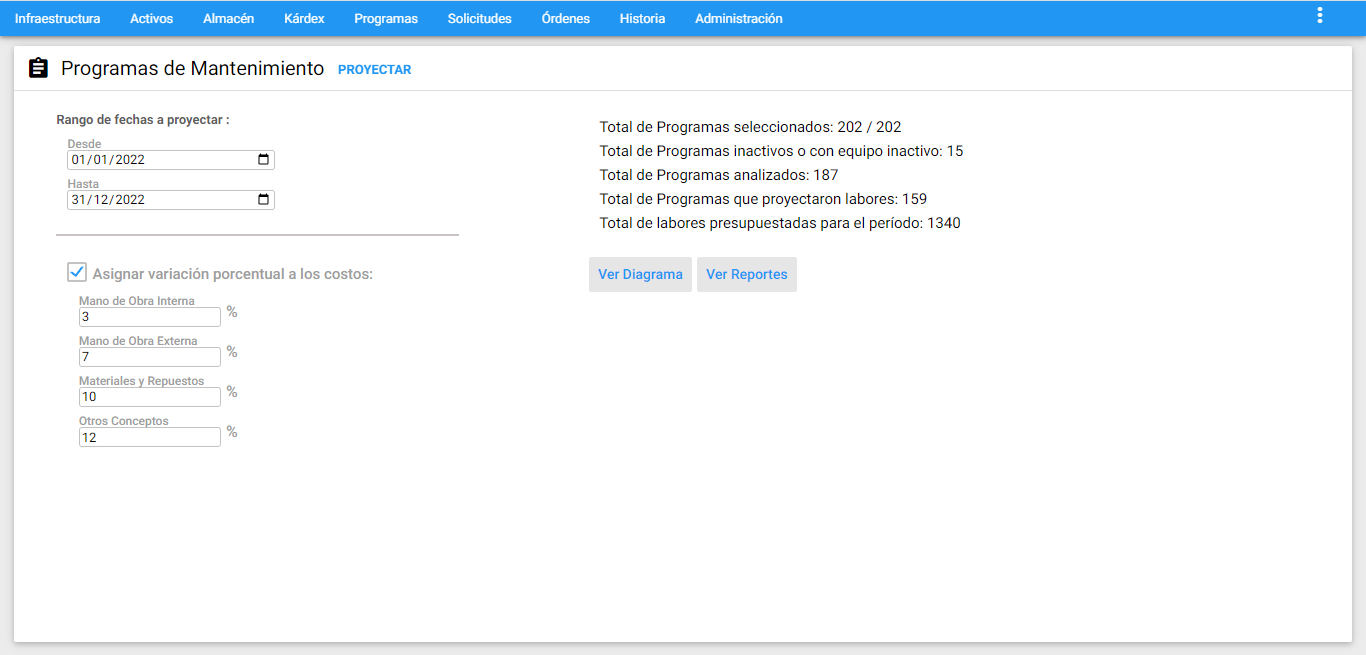 Infraestructura Activos Almacén Kárdex Programas Solicitudes Órdenes Historia Administración
Programas de Mantenimiento PROYECTAR
Rango de fechas a proyectar :
Desde
01/01/2022
Hasta
31/12/2022
Asignar variación porcentual a los costos:
Mano de Obra Interna
3 %
Mano de Obra Externa
7 %
Materiales y Repuestos
10 %
Otros Conceptos
12 %
Total de Programas seleccionados: 202 / 202
Total de Programas inactivos o con equipo inactivo: 15
Total de Programas analizados: 187
Total de Programas que proyectaron labores: 159
Total de labores presupuestadas para el período: 1340
Ver Diagrama Ver Reportes